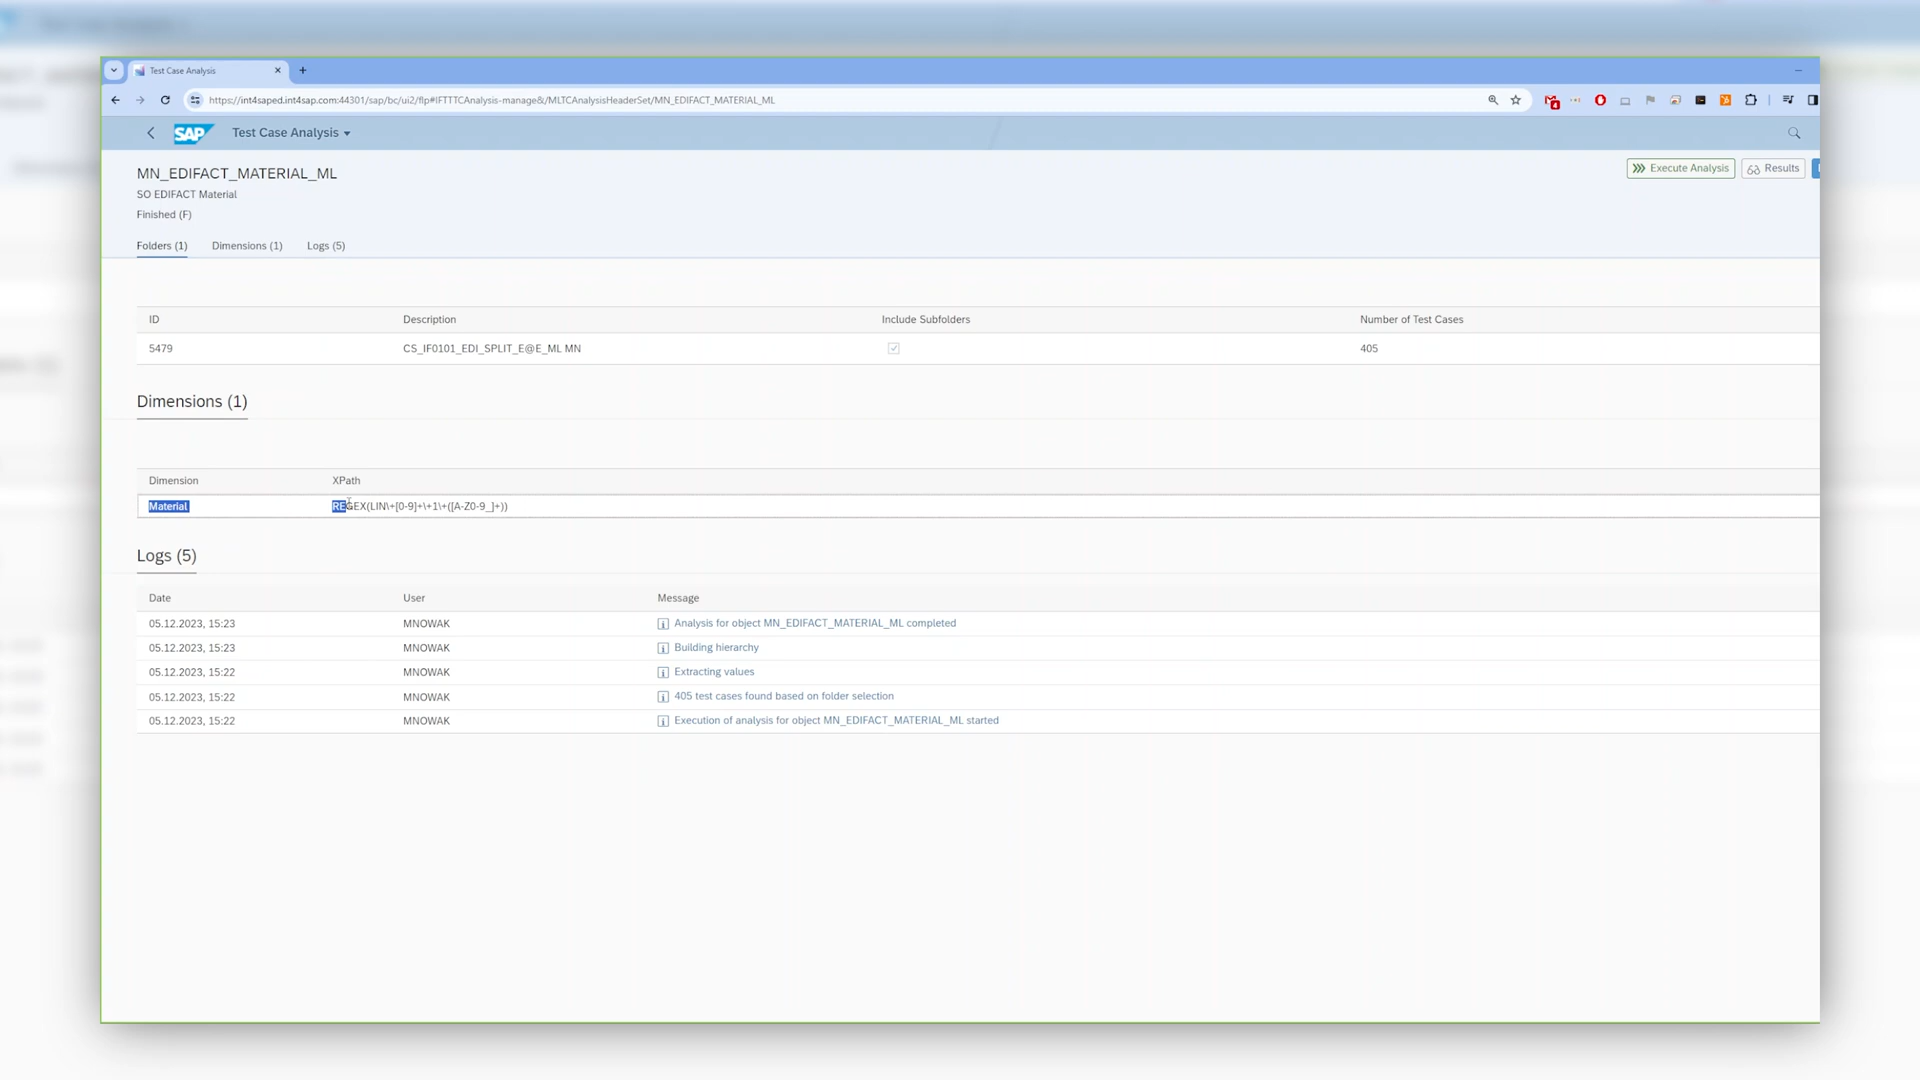 Test Case Analysis
https://int4saped.int4sap.com:44301/sap/bc/ui2/flp#IFTTTCAnalysis-manage&/MLTCAnalysisHeaderSet/MN_EDIFACT_MATERIAL_ML
SAP Test Case Analysis
MN_EDIFACT_MATERIAL_ML
Execute Analysis Results
SO EDIFACT Material
Finished (F)
Folders (1) Dimensions (1) Logs (5)
ID Description Include Subfolders Number of Test Cases
5479 CS_IF0101_EDI_SPLIT_E@E_ML MN 405
Dimensions (1)
Dimension XPath
Material REGEX(LIN\+[0-9]+\+1\+([A-Z0-9_]+))
Logs (5)
Date User Message
05.12.2023, 15:23 MNOWAK Analysis for object MN_EDIFACT_MATERIAL_ML completed
05.12.2023, 15:23 MNOWAK Building hierarchy
05.12.2023, 15:22 MNOWAK Extracting values
05.12.2023, 15:22 MNOWAK 405 test cases found based on folder selection
05.12.2023, 15:22 MNOWAK Execution of analysis for object MN_EDIFACT_MATERIAL_ML started